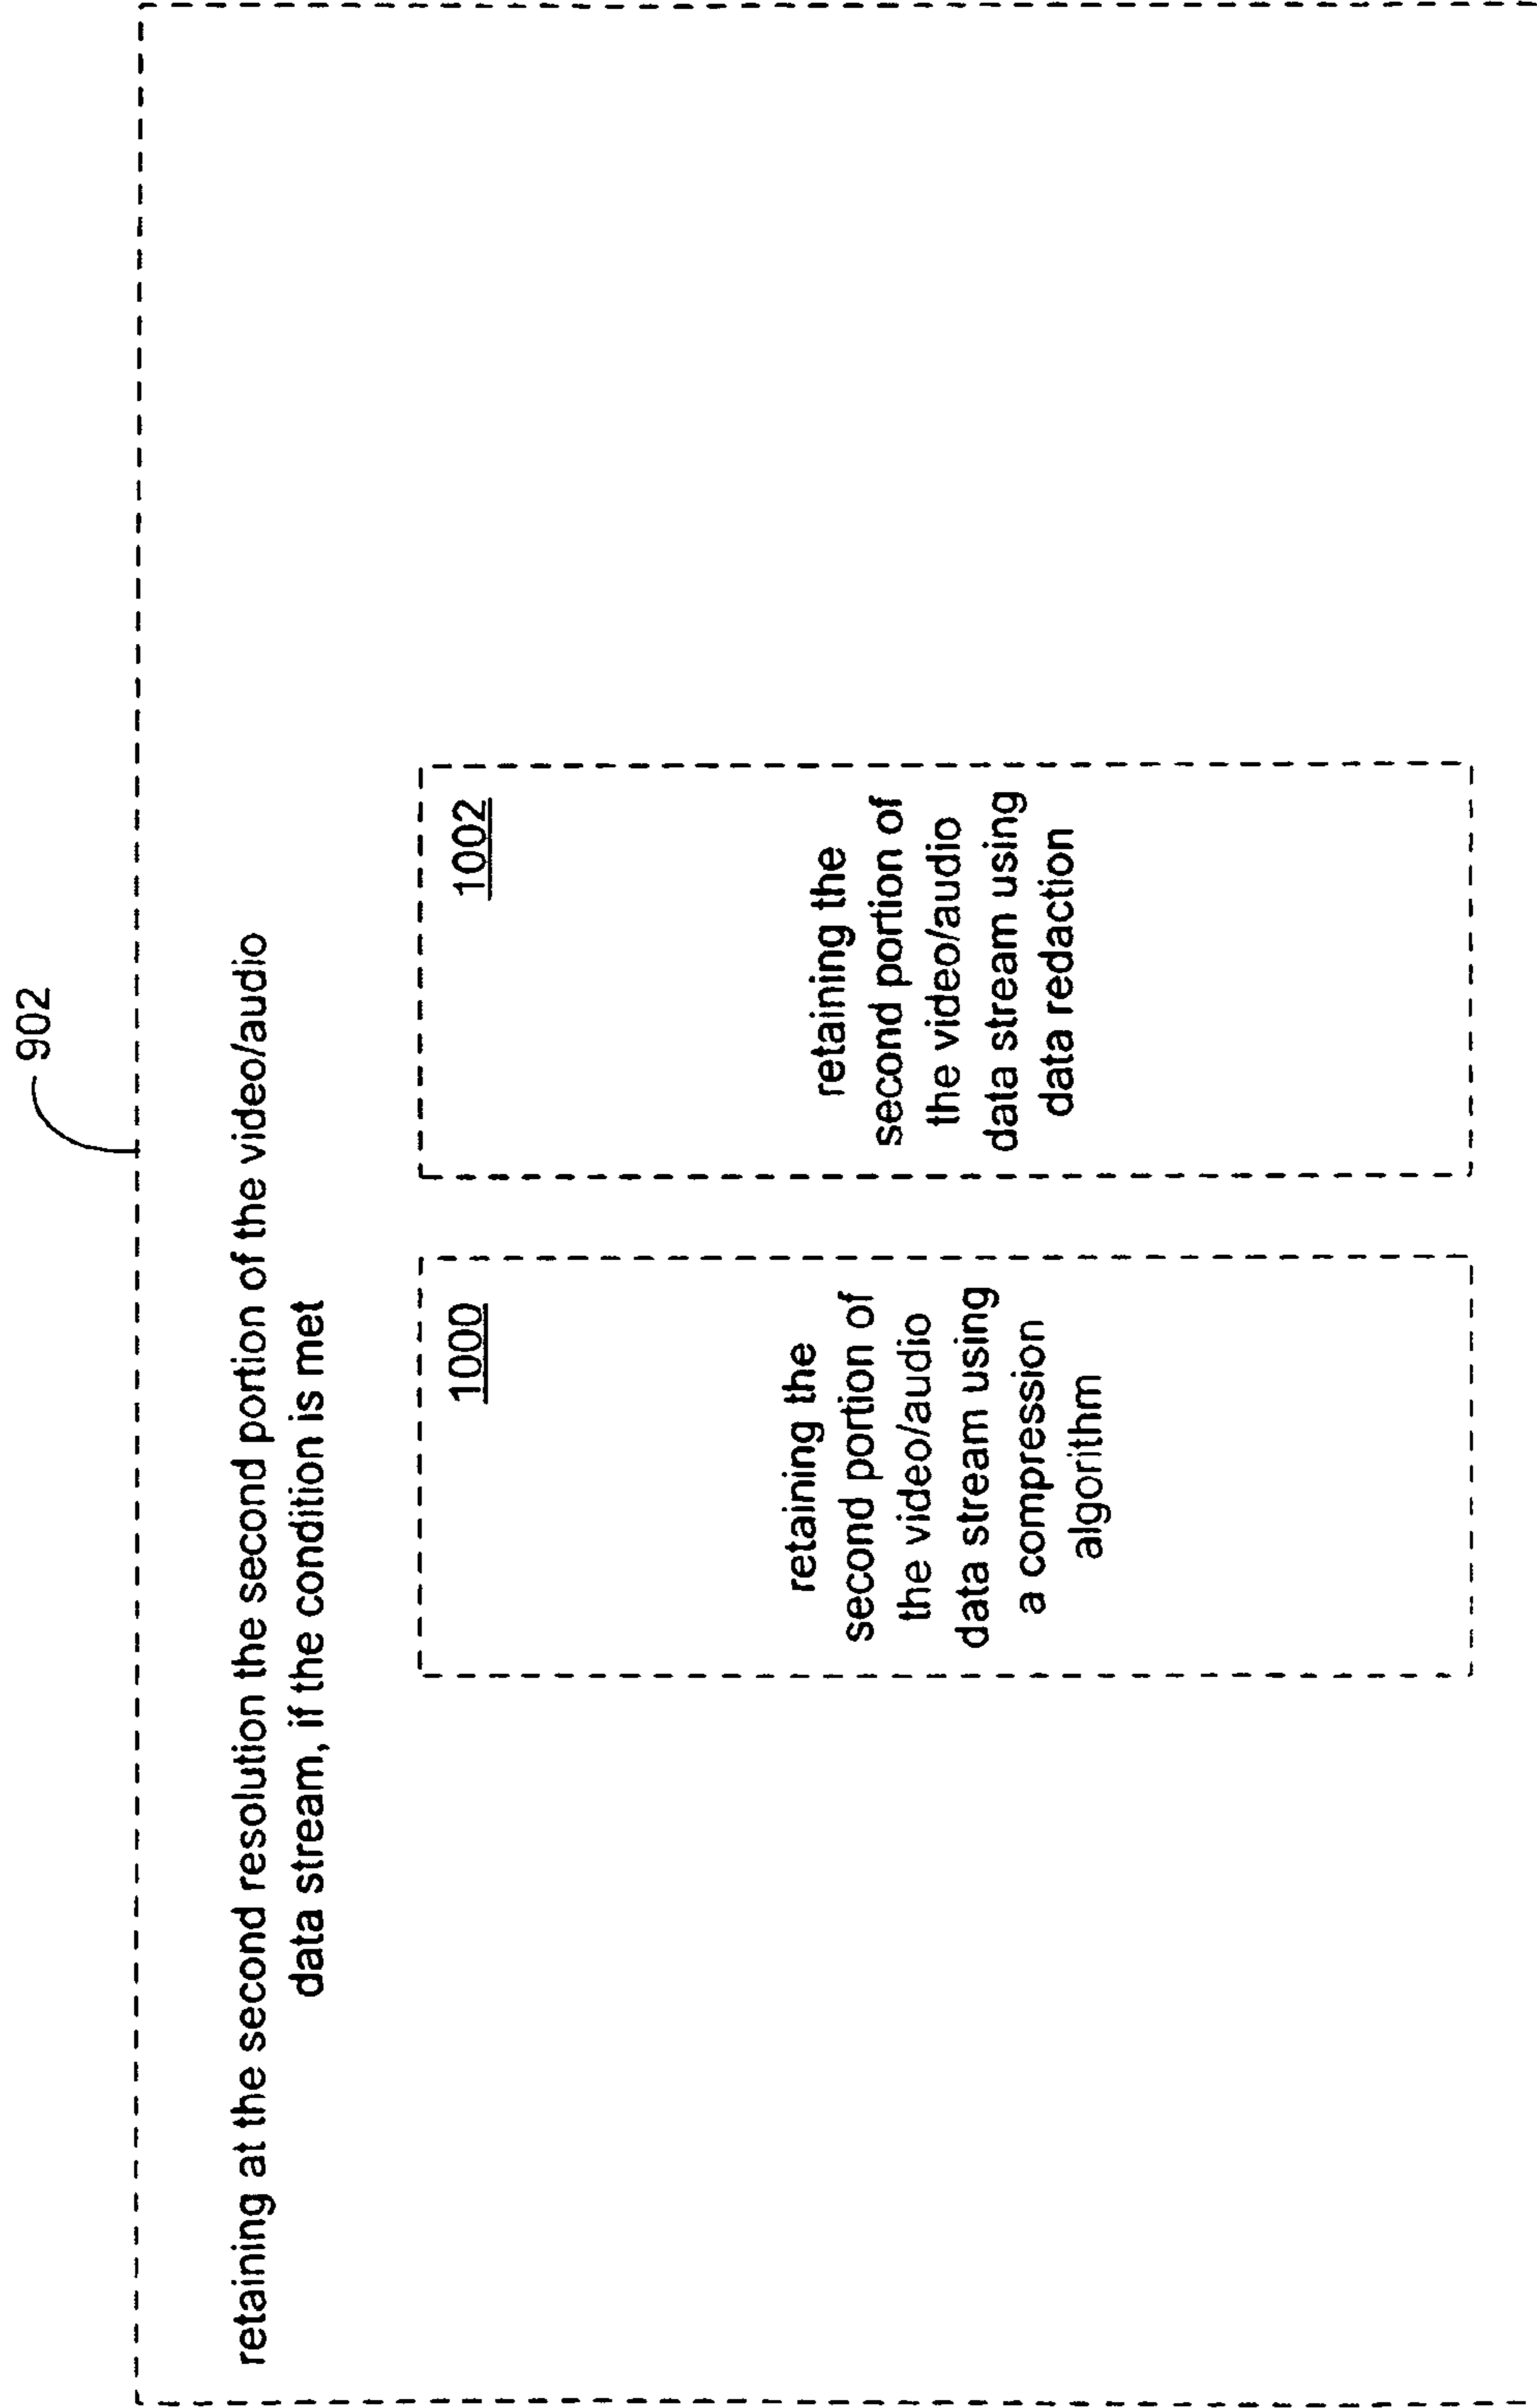 902
retaining at the second resolution the second portion of the video/audio
data stream, if the condition is met
1000
retaining the
second portion of
the video/audio
data stream using
a compression
algorithm
1002
retaining the
second portion of
the video/audio
data stream using
data redaction